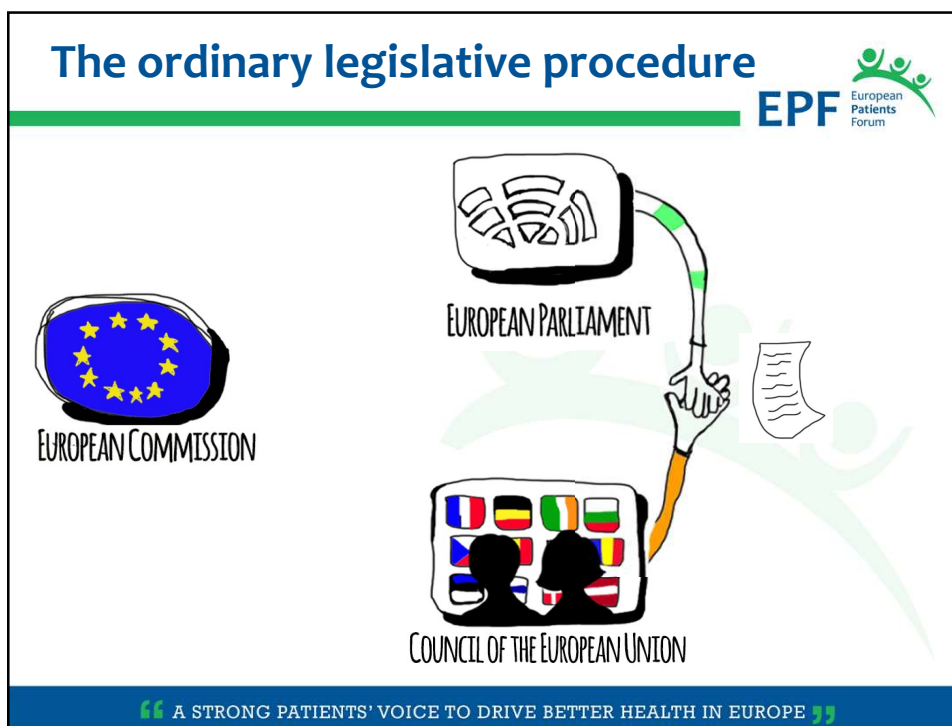 The ordinary legislative procedure
EPF
European
Patients
Forum
EUROPEAN PARLIAMENT
EUROPEAN COMMISSION
COUNCIL OF THE EUROPEAN UNION
“ A STRONG PATIENTS’ VOICE TO DRIVE BETTER HEALTH IN EUROPE ”